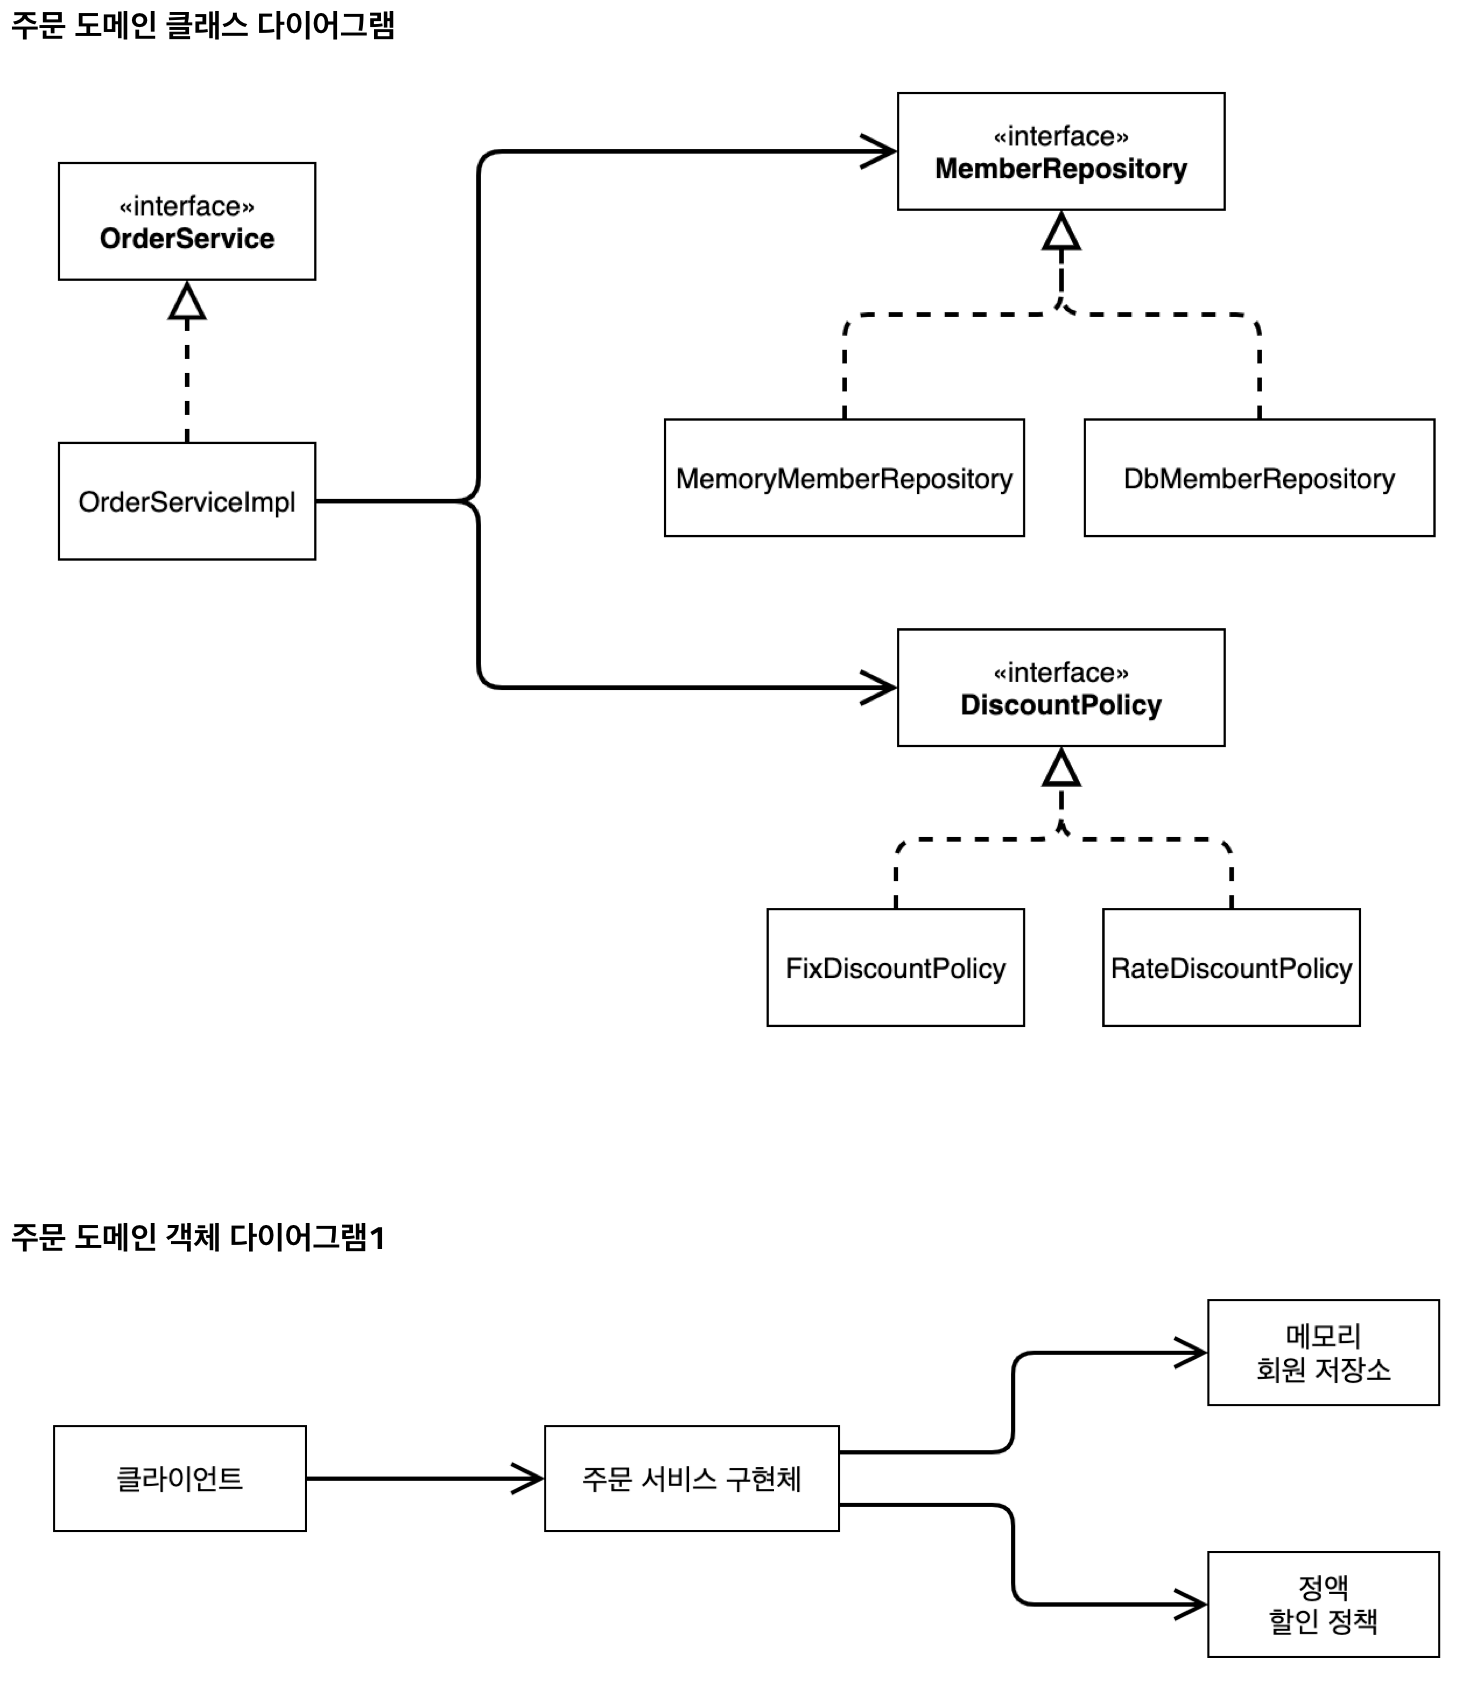 주문 도메인 클래스 다이어그램
«interface»
MemberRepository
«interface»
OrderService
OrderServiceImpl
MemoryMemberRepository
DbMemberRepository
«interface»
DiscountPolicy
FixDiscountPolicy
RateDiscountPolicy
주문 도메인 객체 다이어그램1
메모리
회원 저장소
클라이언트
주문 서비스 구현체
정액
할인 정책